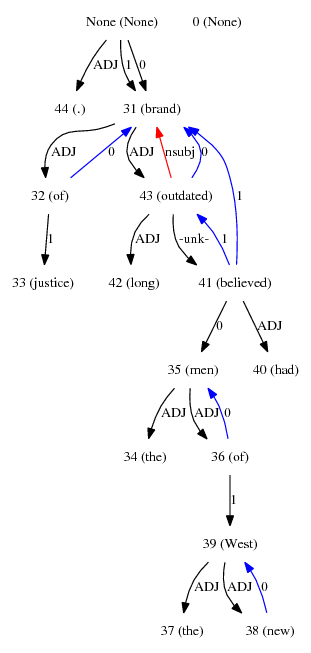 None (None) 0 (None)
ADJ 1 0
44 (.) 31 (brand)
ADJ 0 ADJ nsubj 0
32 (of) 43 (outdated) 1
1 ADJ -unk- 1
33 (justice) 42 (long) 41 (believed)
0 ADJ
35 (men) 40 (had)
ADJ ADJ 0
34 (the) 36 (of)
1
39 (West)
ADJ ADJ 0
37 (the) 38 (new)